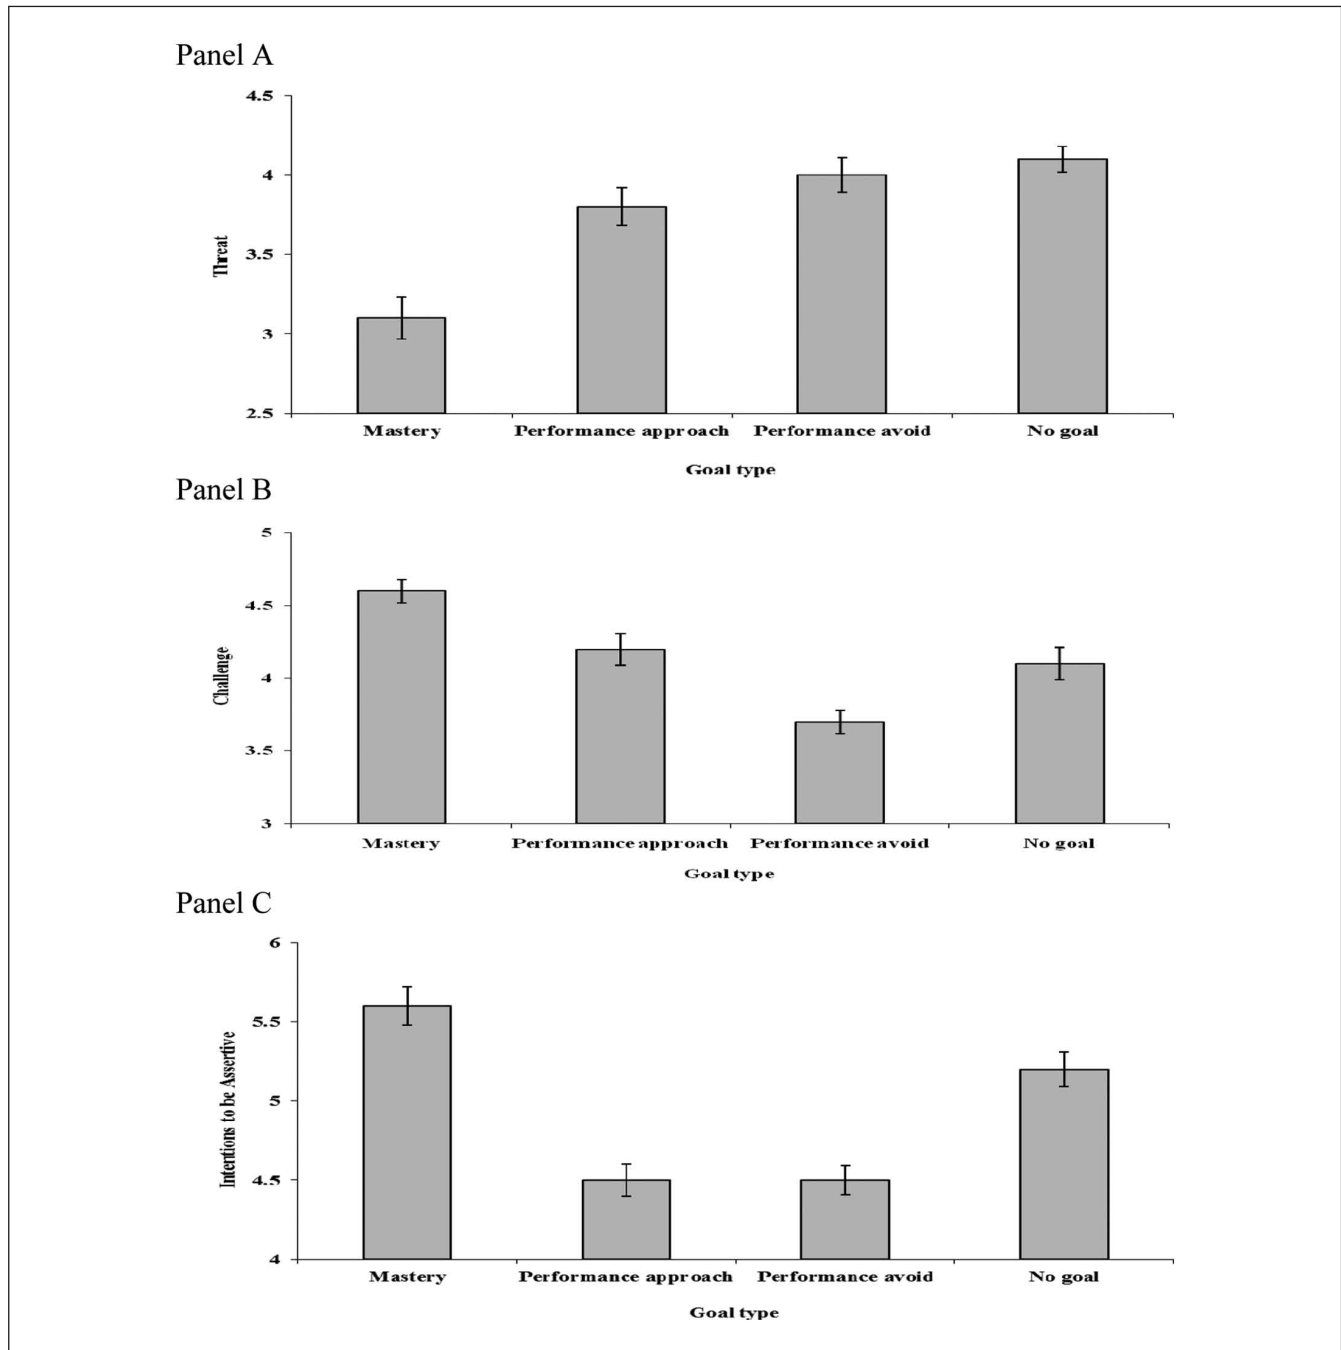 Panel A
4.5
4
3.5
3
2.5
Threat
Mastery Performance approach Performance avoid No goal
Goal type
Panel B
5
4.5
4
3.5
3
Challenge
Mastery Performance approach Performance avoid No goal
Goal type
Panel C
6
5.5
5
4.5
4
Intentions to be Assertive
Mastery Performance approach Performance avoid No goal
Goal type